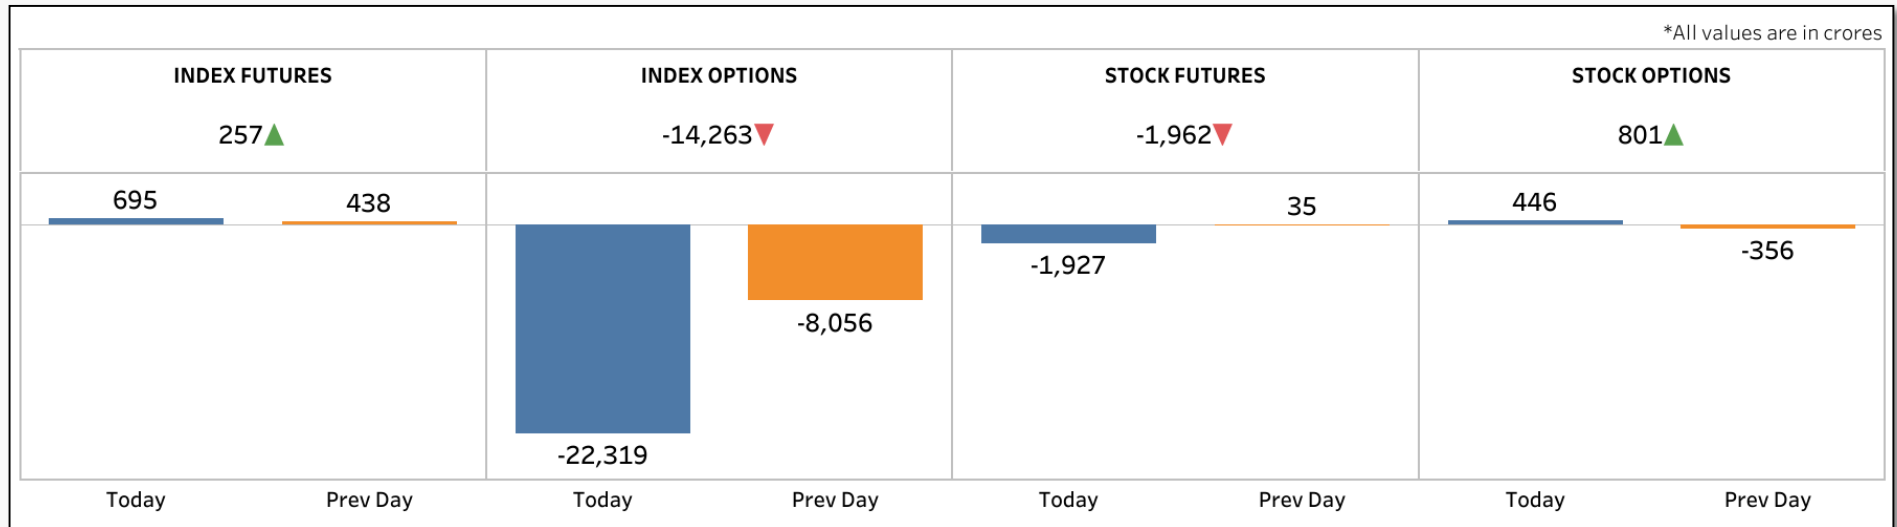 *All values are in crores
INDEX FUTURES
INDEX OPTIONS
STOCK FUTURES
STOCK OPTIONS
257▲
-14,263▼
-1,962▼
801▲
695
438
-22,319
-8,056
-1,927
35
446
-356
Today
Prev Day
Today
Prev Day
Today
Prev Day
Today
Prev Day